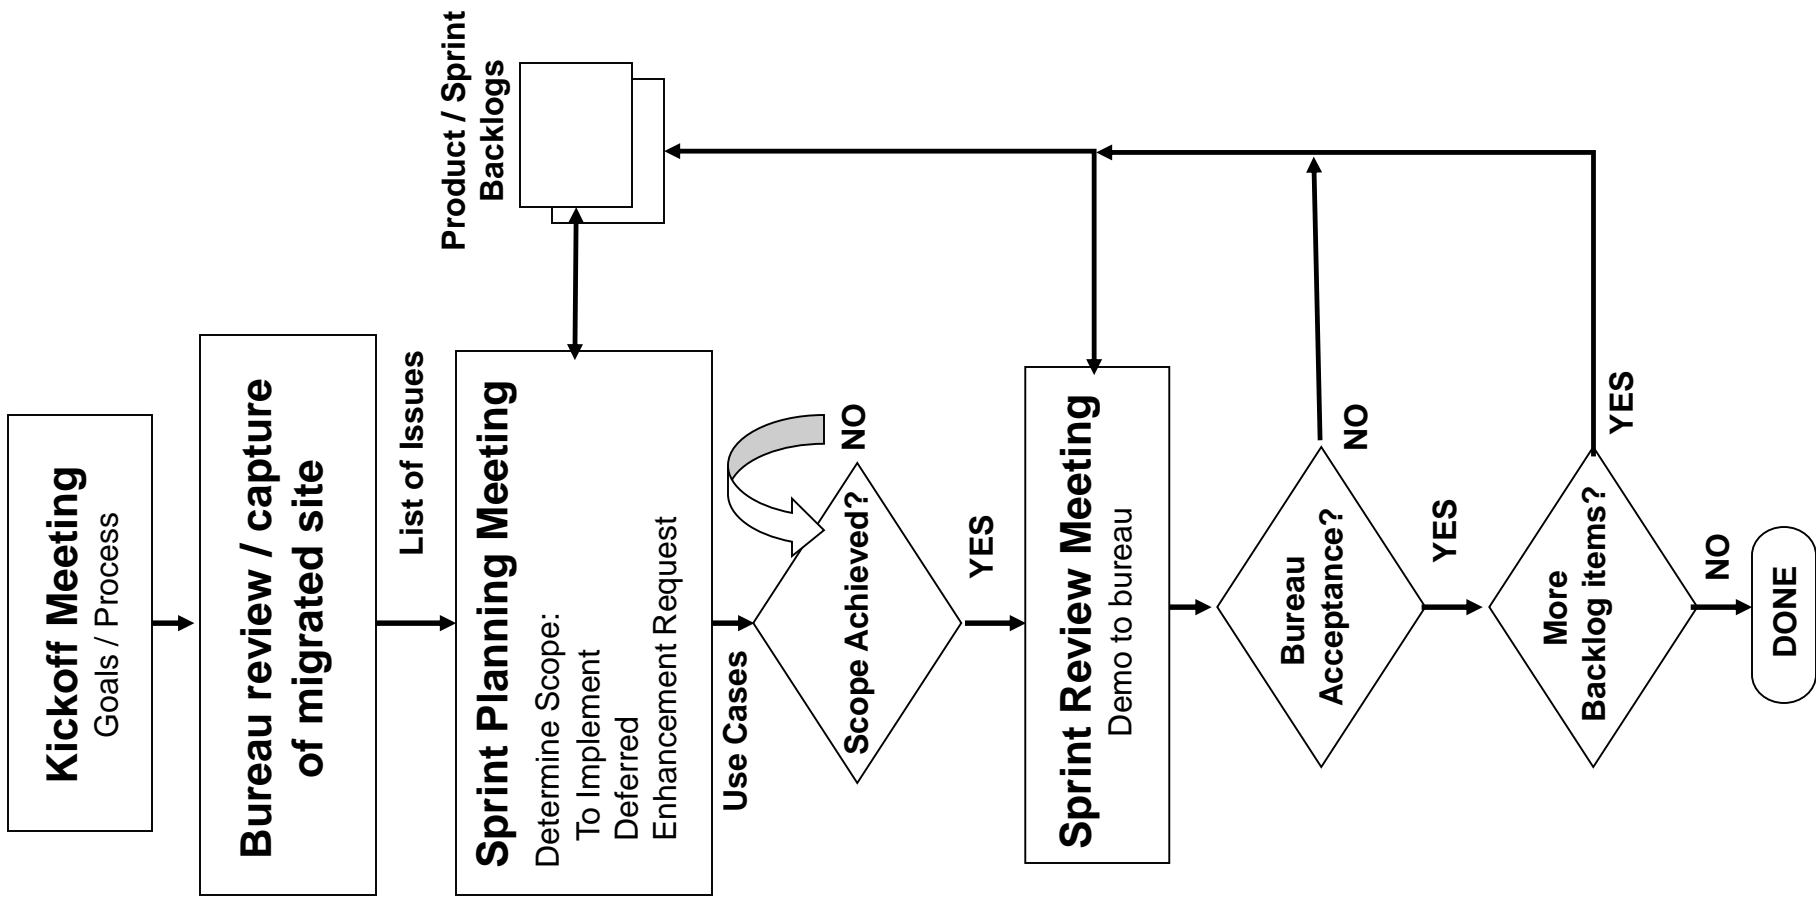 Kickoff Meeting
Goals / Process
Bureau review / capture
of migrated site
List of Issues
Sprint Planning Meeting
Determine Scope:
To Implement
Deferred
Enhancement Request
Product / Sprint
Backlogs
Use Cases
Scope Achieved?
NO
YES
Sprint Review Meeting
Demo to bureau
Bureau
Acceptance?
NO
YES
More
Backlog items?
YES
NO
DONE